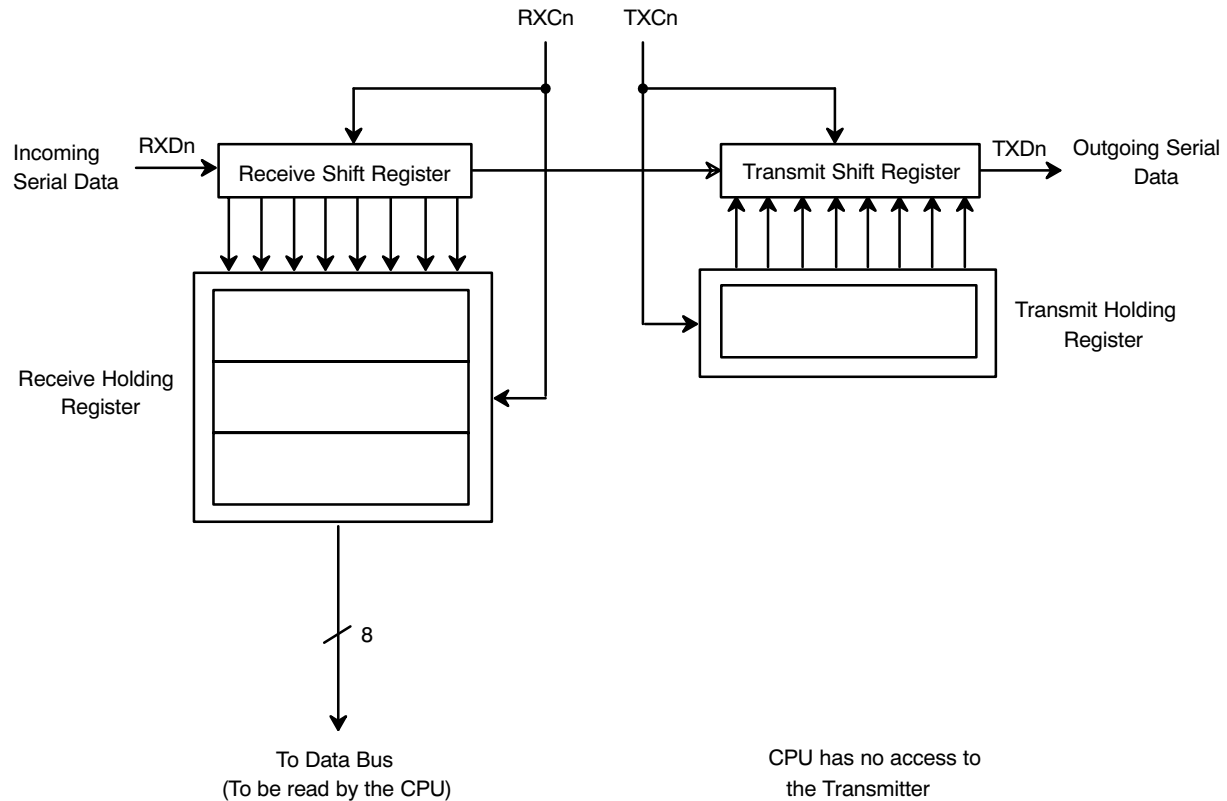 RXCn
TXCn
Incoming
Serial Data
RXDn
Receive Shift Register
Transmit Shift Register
TXDn
Outgoing Serial
Data
Receive Holding
Register
Transmit Holding
Register
8
To Data Bus
(To be read by the CPU)
CPU has no access to
the Transmitter